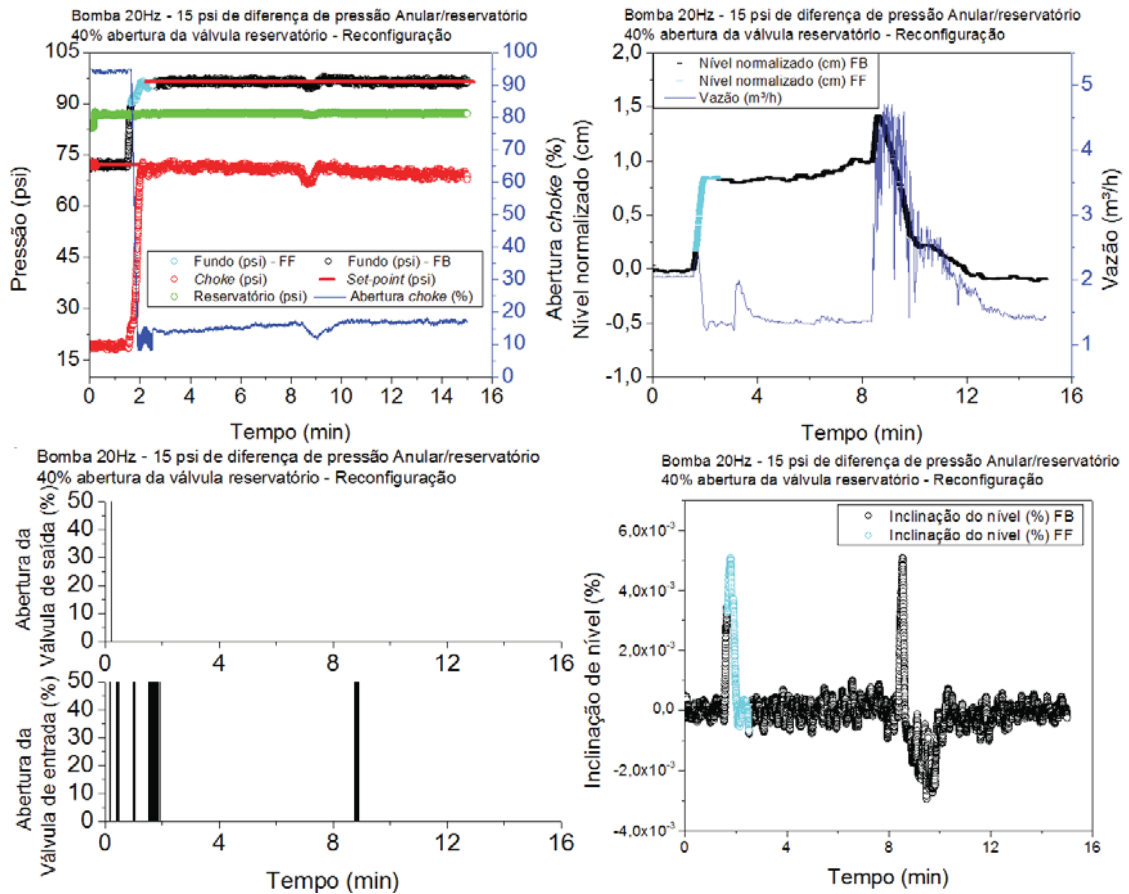 Bomba 20Hz - 15 psi de diferença de pressão Anular/reservatório
40% abertura da válvula reservatório - Reconfiguração
105
90
75
60
45
30
15
Pressão (psi)
100
90
80
70
60
50
40
30
20
10
0
Abertura choke (%)
Fundo (psi) - FF
Fundo (psi) - FB
Choke (psi)
Set-point (psi)
Reservatório (psi)
Abertura choke (%)
0 2 4 6 8 10 12 14 16
Tempo (min)
Bomba 20Hz - 15 psi de diferença de pressão Anular/reservatório
40% abertura da válvula reservatório - Reconfiguração
2,0
1,5
1,0
0,5
0,0
-0,5
-1,0
Nível normalizado (cm)
Nível normalizado (cm) FB
Nível normalizado (cm) FF
Vazão (m³/h)
5
4
3
2
1
Vazão (m³/h)
0 4 8 12 16
Tempo (min)
Bomba 20Hz - 15 psi de diferença de pressão Anular/reservatório
40% abertura da válvula reservatório - Reconfiguração
Abertura da
Válvula de saída (%)
50
40
30
20
10
0
0 4 8 12 16
Abertura da
Válvula de entrada (%)
50
40
30
20
10
0
0 4 8 12 16
Tempo (min)
Bomba 20Hz - 15 psi de diferença de pressão Anular/reservatório
40% abertura da válvula reservatório - Reconfiguração
Inclinação do nível (%) FB
Inclinação do nível (%) FF
6,0x10⁻³
4,0x10⁻³
2,0x10⁻³
0,0
-2,0x10⁻³
-4,0x10⁻³
Inclinação de nível (%)
0 4 8 12 16
Tempo (min)